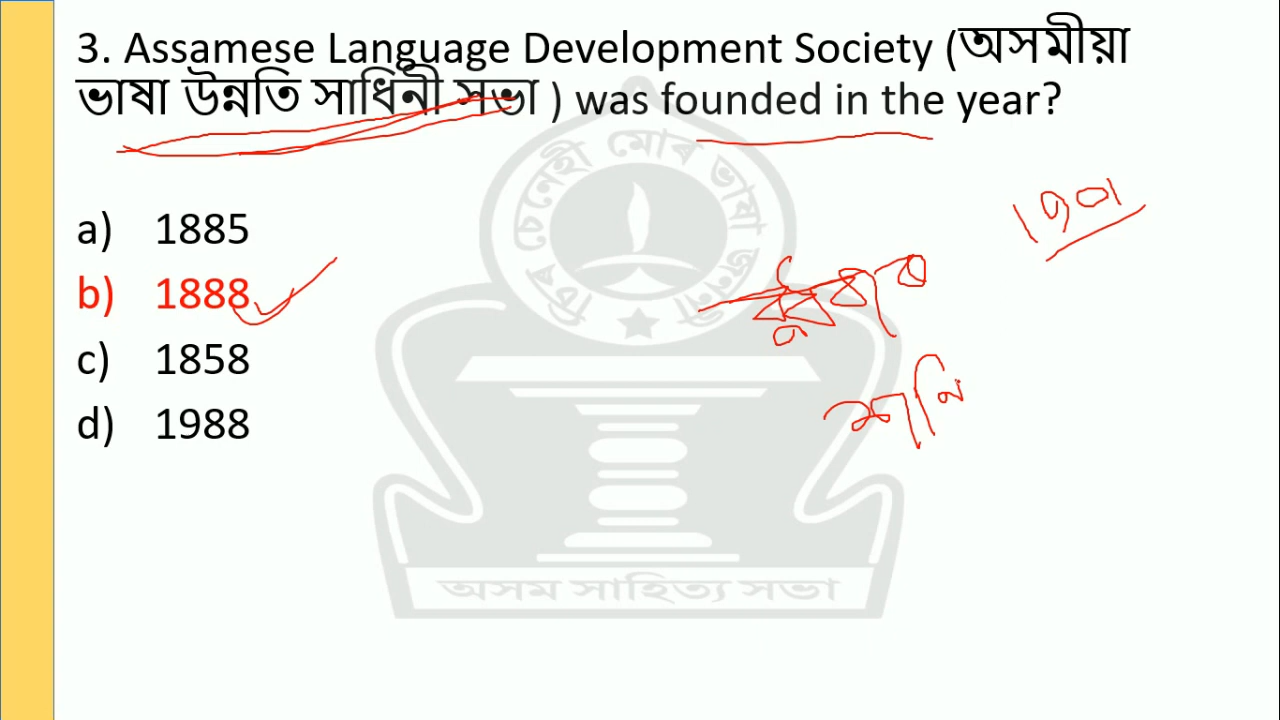 3. Assamese Language Development Society (অসমীয়া
ভাষা উন্নতি সাধিনী সভা ) was founded in the year?
a) 1885
b) 1888
c) 1858
d) 1988
চিৰ চেনেহী মোৰ ভাষা জননী
অসম সাহিত্য সভা